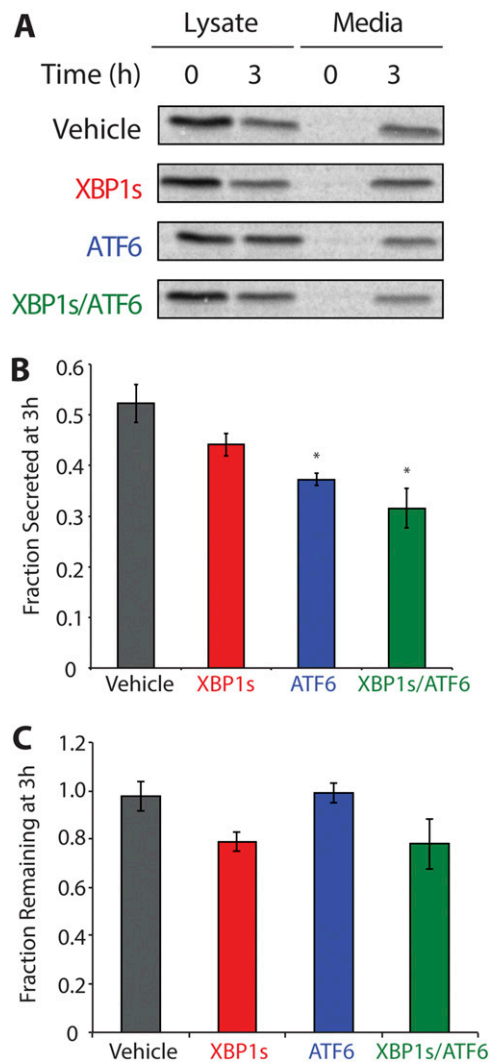 A
Lysate Media
Time (h) 0 3 0 3
Vehicle
XBP1s
ATF6
XBP1s/ATF6
B
Fraction Secreted at 3h
0.6
0.5
0.4
0.3
0.2
0.1
0
* *
Vehicle XBP1s ATF6 XBP1s/ATF6
C
Fraction Remaining at 3h
1.2
1.0
0.8
0.6
0.4
0.2
0
Vehicle XBP1s ATF6 XBP1s/ATF6